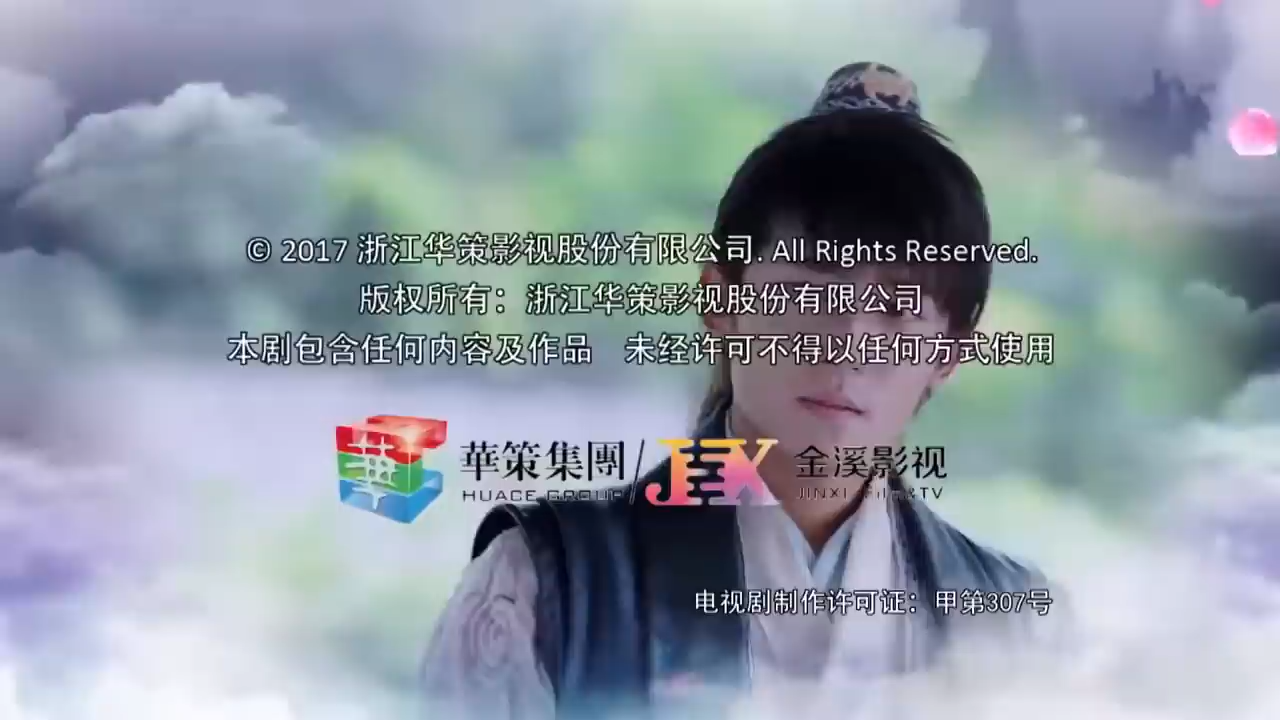 © 2017 浙江华策影视股份有限公司. All Rights Reserved.
版权所有：浙江华策影视股份有限公司
本剧包含任何内容及作品　未经许可不得以任何方式使用
華
華策集團
HUACE GROUP
JX
金溪影视
JINXI Film&TV
电视剧制作许可证：甲第307号